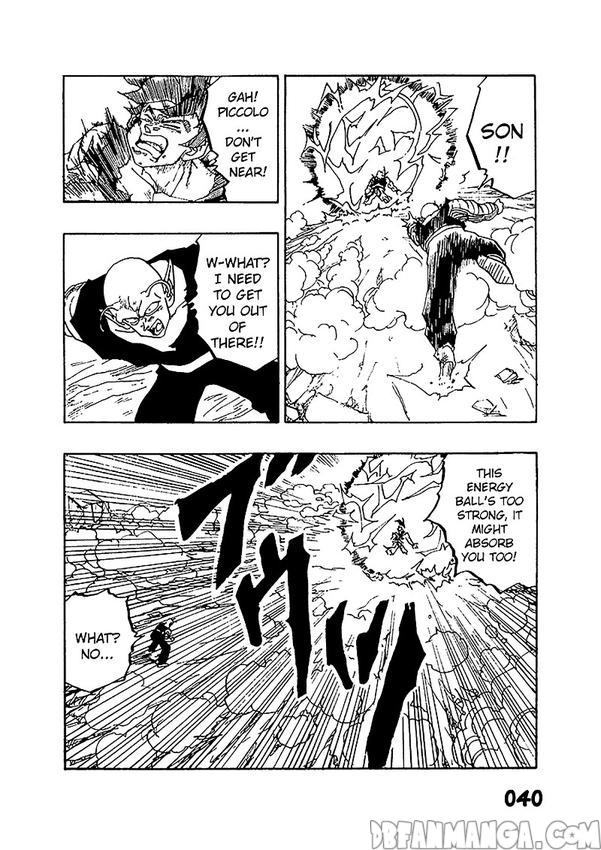 SON
!!
GAH!
PICCOLO
...
DON'T
GET
NEAR!
W-WHAT?
I NEED
TO GET
YOU OUT
OF
THERE!!
THIS
ENERGY
BALL'S TOO
STRONG, IT
MIGHT
ABSORB
YOU TOO!
WHAT?
NO...
040
DBFANMANGA.COM